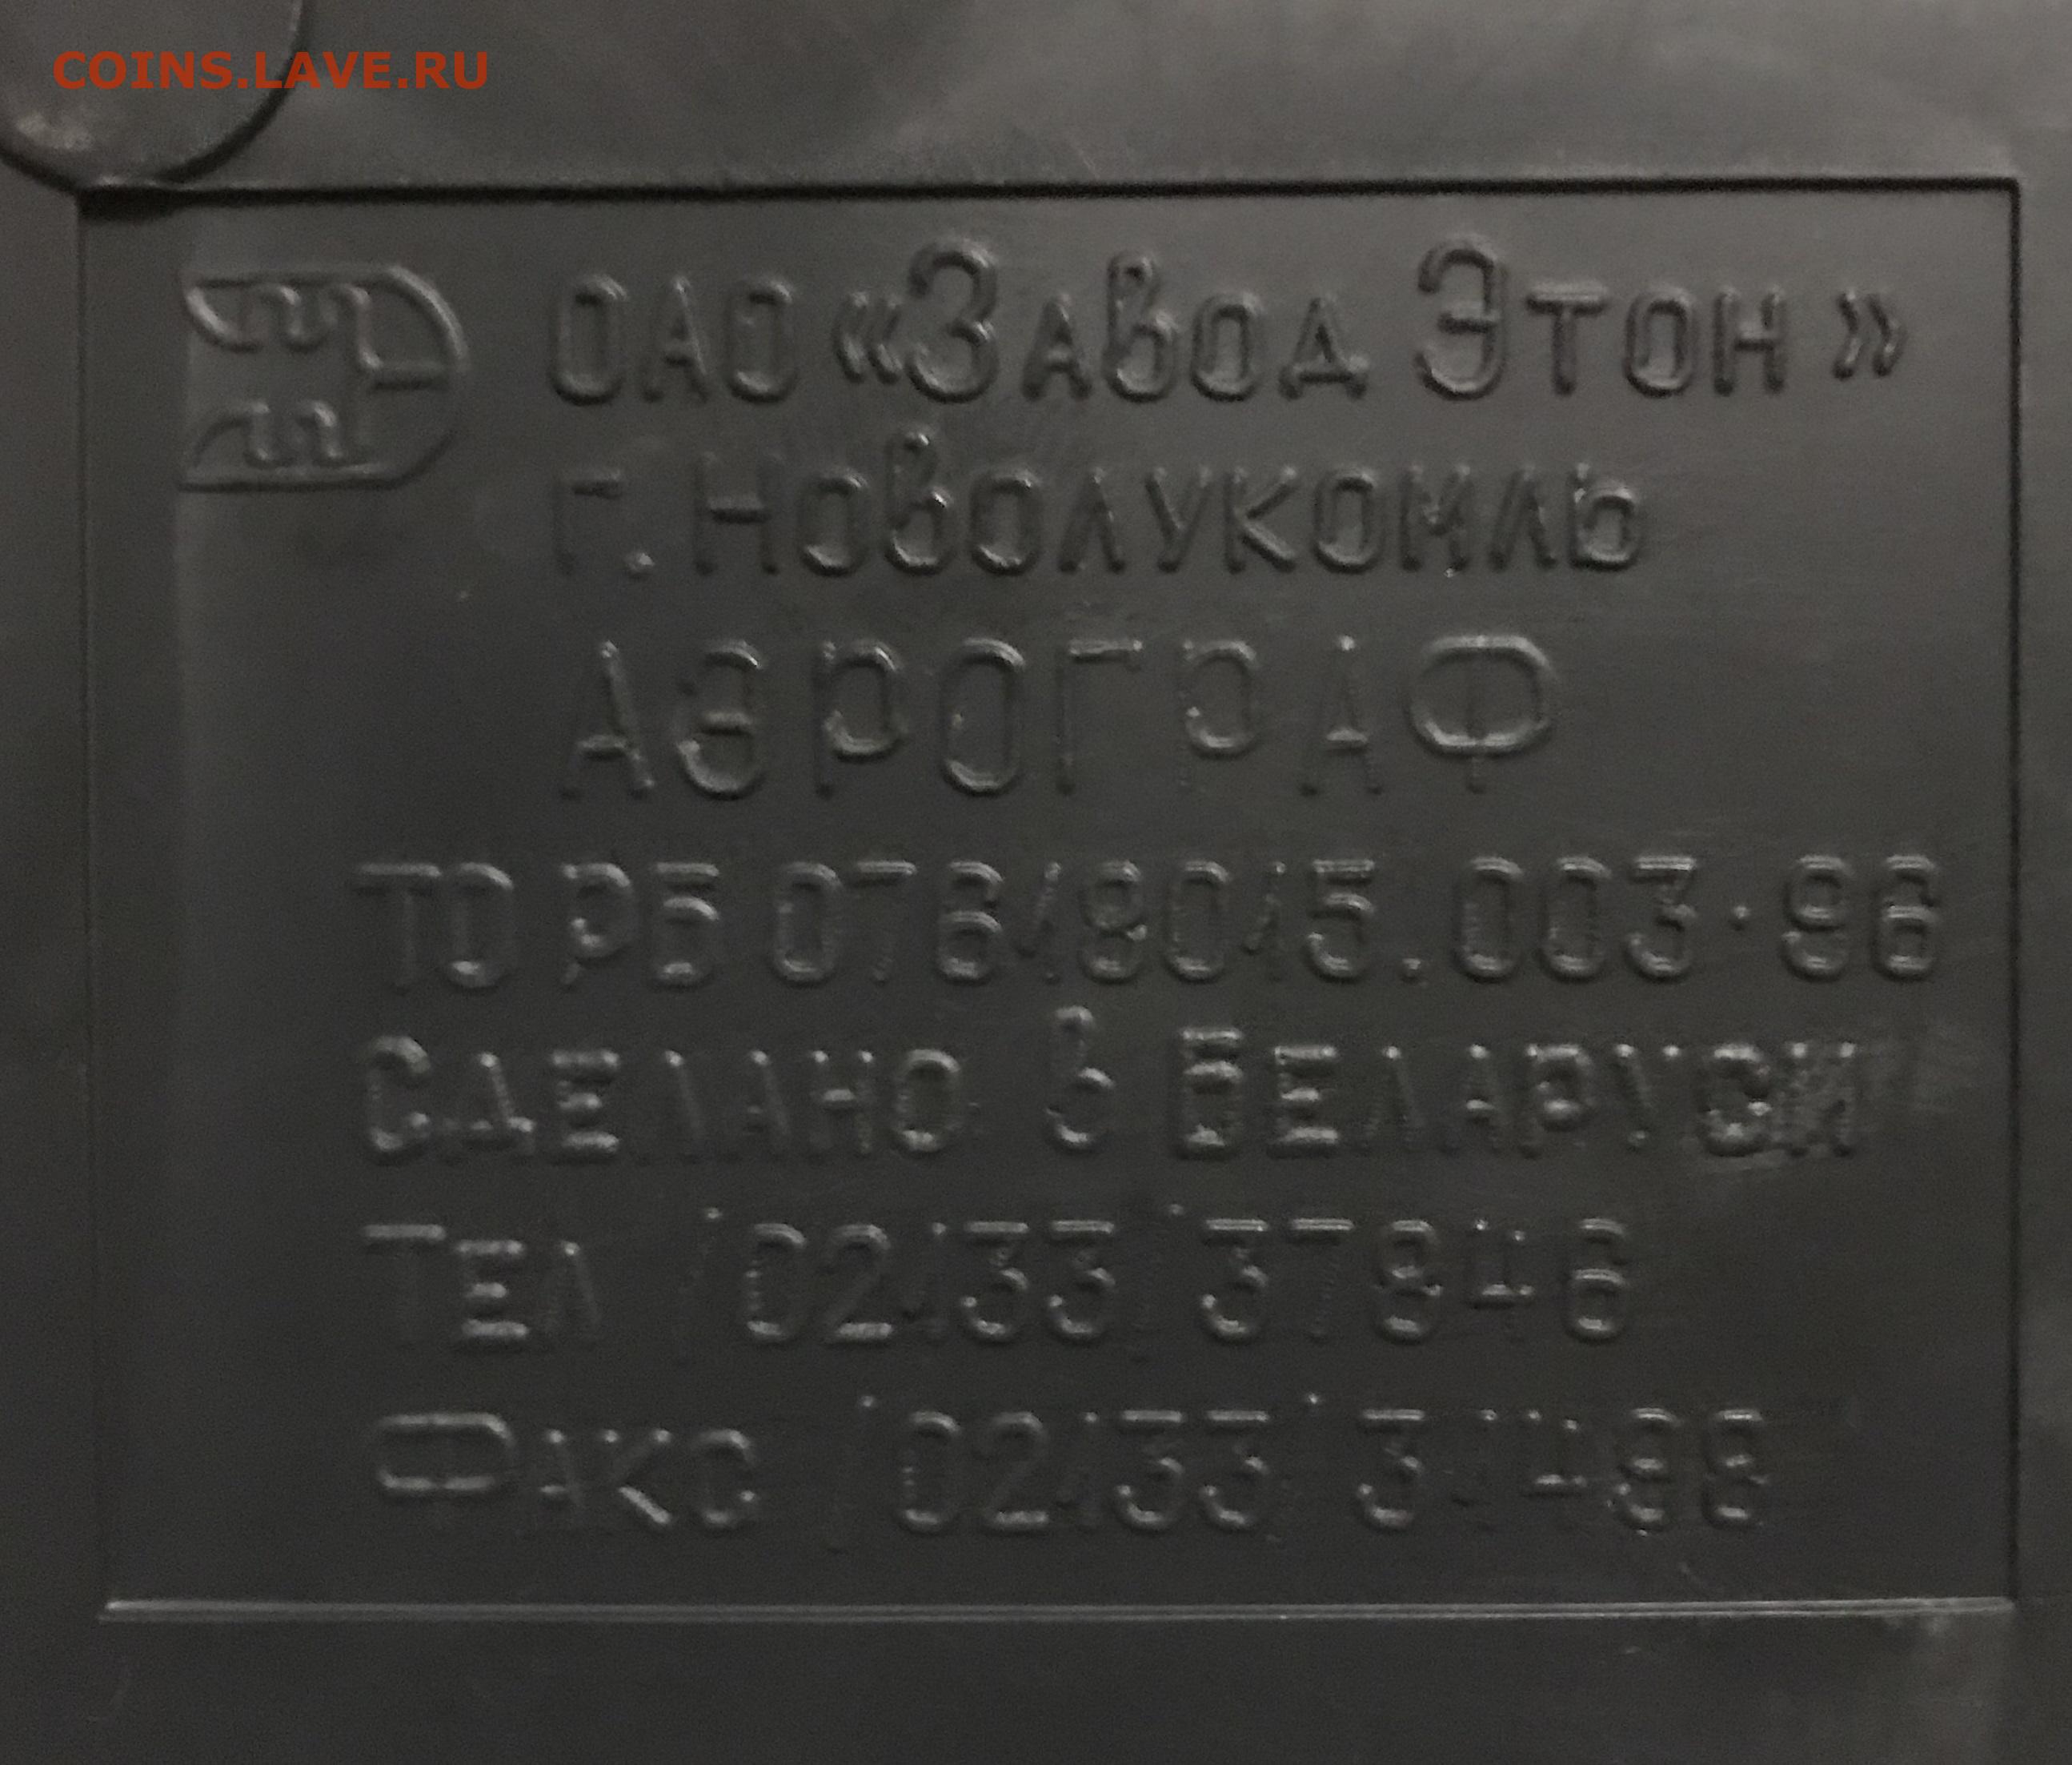 COINS.LAVE.RU
ОАО «Завод Этон»
г. Новолукомль
АЭРОГРАФ
ТО РБ 07618015.003-96
Сделано в Беларуси
Тел (02133) 37846
Факс (02133) 31488